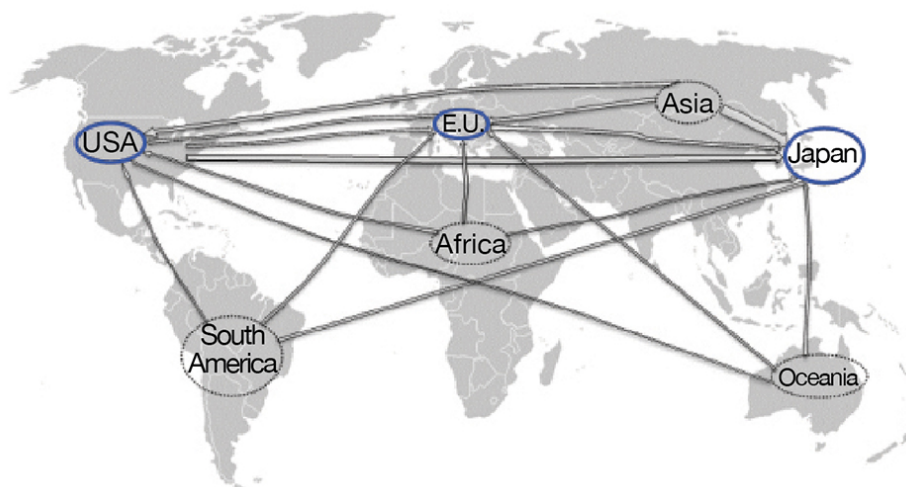 Asia
E.U.
USA
Japan
Africa
South
America
Oceania